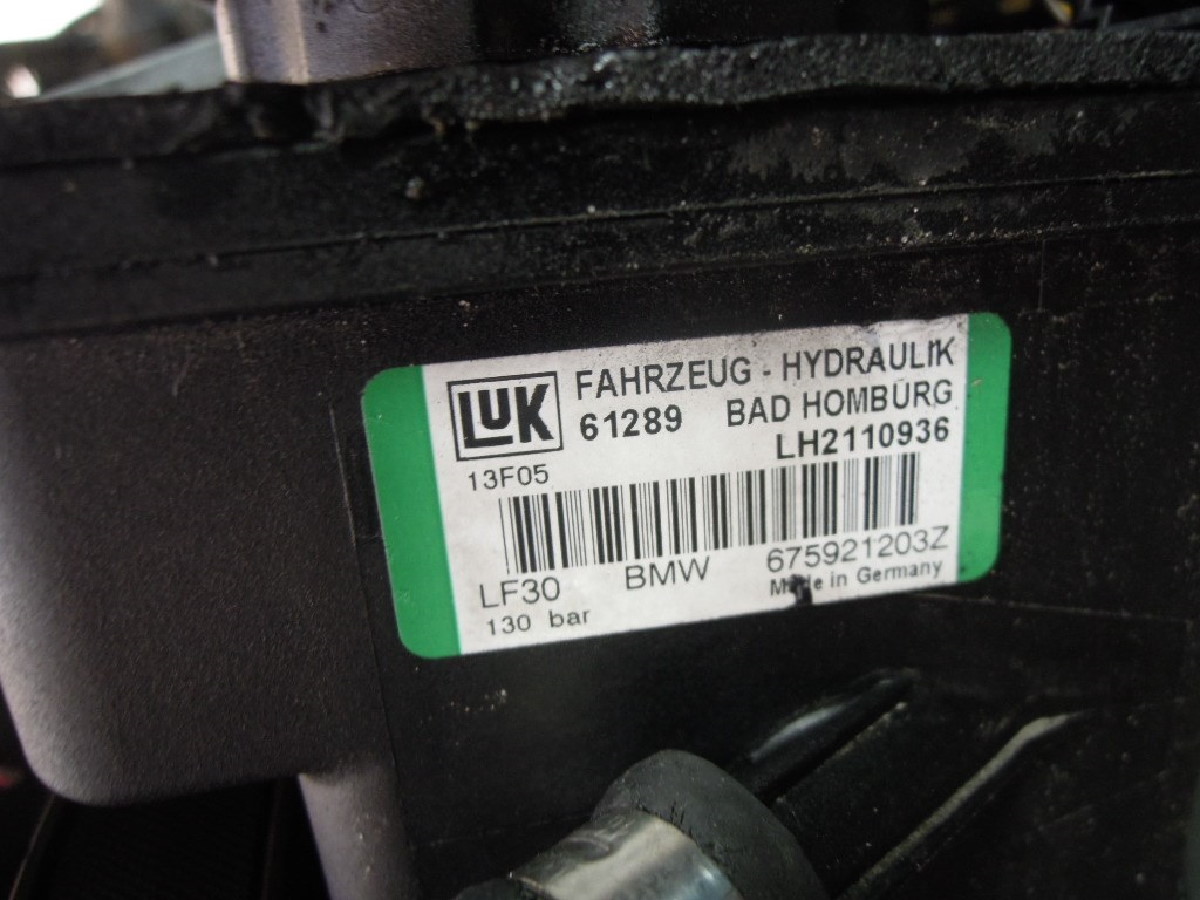 LuK FAHRZEUG - HYDRAULIK
61289 BAD HOMBURG
LH2110936
13F05
LF30 BMW 675921203Z
130 bar Made in Germany